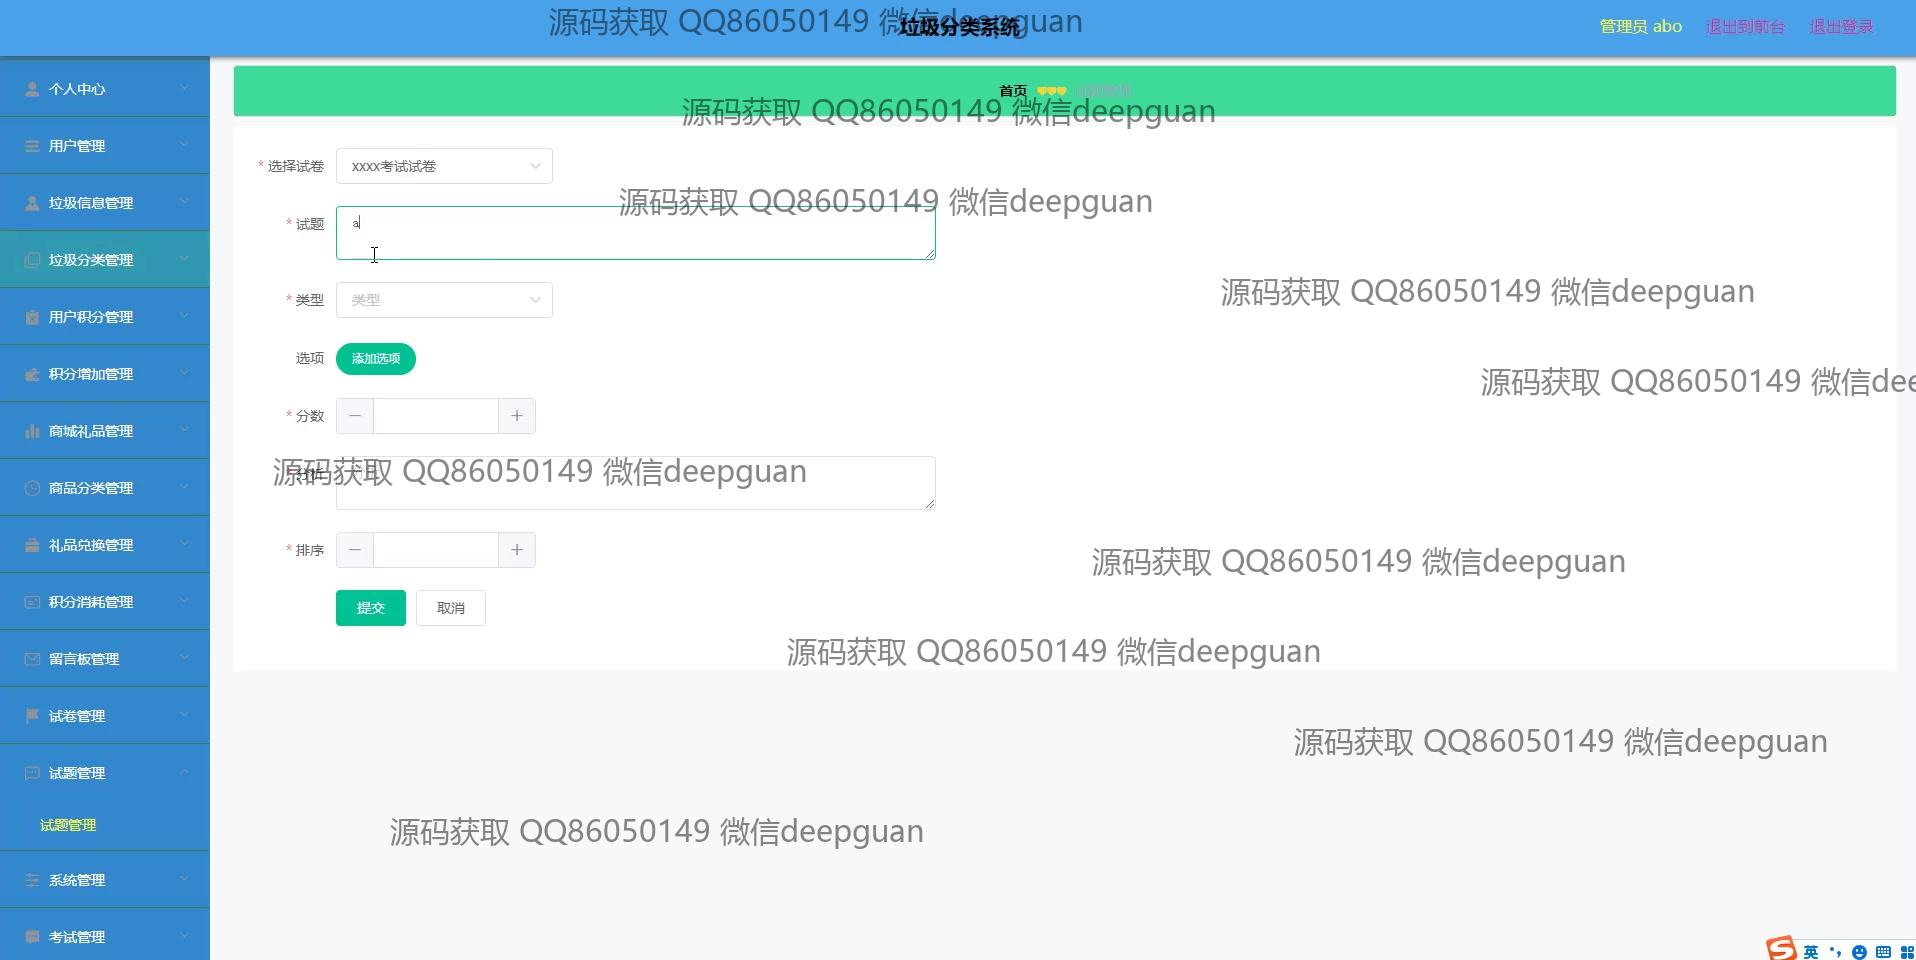 垃圾分类系统
源码获取 QQ86050149 微信deepguan
管理员 abo
退出到前台
退出登录
个人中心
用户管理
垃圾信息管理
垃圾分类管理
用户积分管理
积分增加管理
商城礼品管理
商品分类管理
礼品兑换管理
积分消耗管理
留言板管理
试卷管理
试题管理
试题管理
系统管理
考试管理
首页
源码获取 QQ86050149 微信deepguan
* 选择试卷 xxxx考试试卷
源码获取 QQ86050149 微信deepguan
* 试题 a
源码获取 QQ86050149 微信deepguan
* 类型 类型
选项 添加选项
源码获取 QQ86050149 微信dee
* 分数
源码获取 QQ86050149 微信deepguan
* 排序
源码获取 QQ86050149 微信deepguan
提交 取消
源码获取 QQ86050149 微信deepguan
源码获取 QQ86050149 微信deepguan
源码获取 QQ86050149 微信deepguan
英